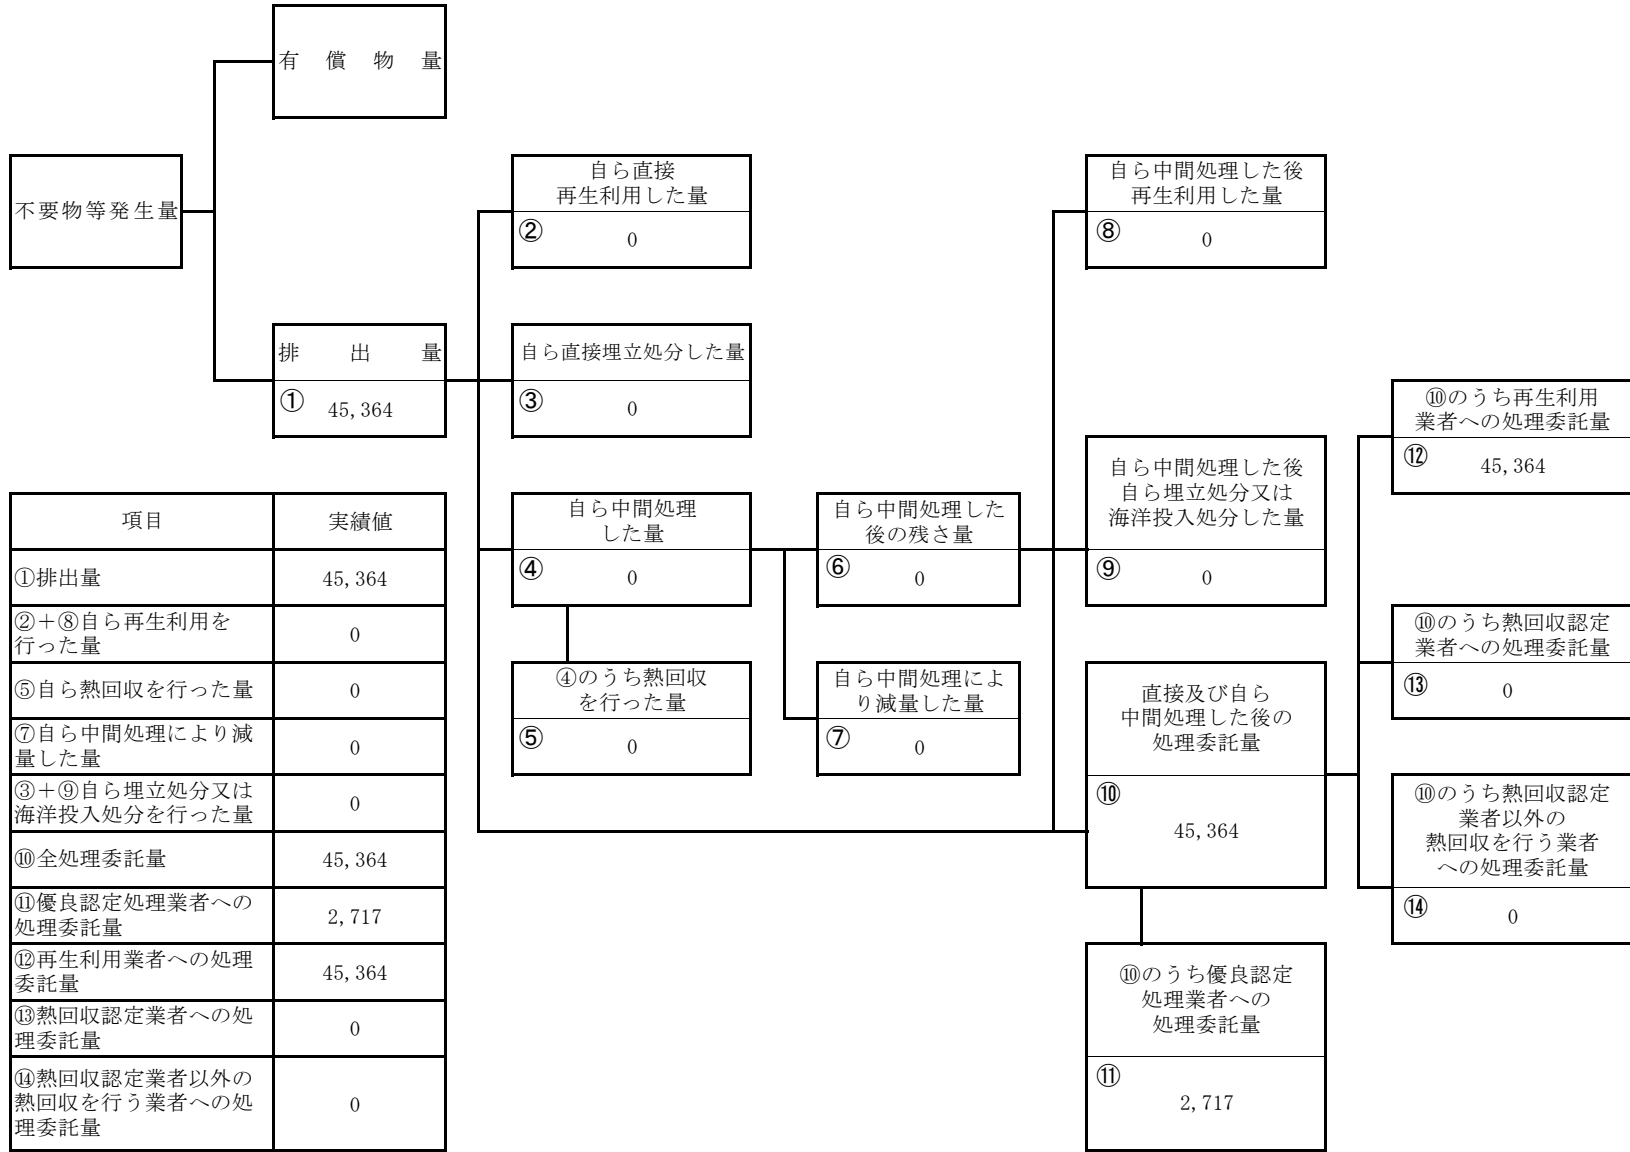 有償物量
不要物等発生量
排出量
① 45,364
自ら直接
再生利用した量
② 0
自ら直接埋立処分した量
③ 0
自ら中間処理
した量
④ 0
④のうち熱回収
を行った量
⑤ 0
自ら中間処理した
後の残さ量
⑥ 0
自ら中間処理によ
り減量した量
⑦ 0
自ら中間処理した後
再生利用した量
⑧ 0
自ら中間処理した後
自ら埋立処分又は
海洋投入処分した量
⑨ 0
直接及び自ら
中間処理した後の
処理委託量
⑩
45,364
⑩のうち優良認定
処理業者への
処理委託量
⑪
2,717
⑩のうち再生利用
業者への処理委託量
⑫ 45,364
⑩のうち熱回収認定
業者への処理委託量
⑬ 0
⑩のうち熱回収認定
業者以外の
熱回収を行う業者
への処理委託量
⑭ 0
項目 実績値
①排出量 45,364
②+⑧自ら再生利用を
行った量 0
⑤自ら熱回収を行った量 0
⑦自ら中間処理により減
量した量 0
③+⑨自ら埋立処分又は
海洋投入処分を行った量 0
⑩全処理委託量 45,364
⑪優良認定処理業者への
処理委託量 2,717
⑫再生利用業者への処理
委託量 45,364
⑬熱回収認定業者への処
理委託量 0
⑭熱回収認定業者以外の
熱回収を行う業者への処
理委託量 0